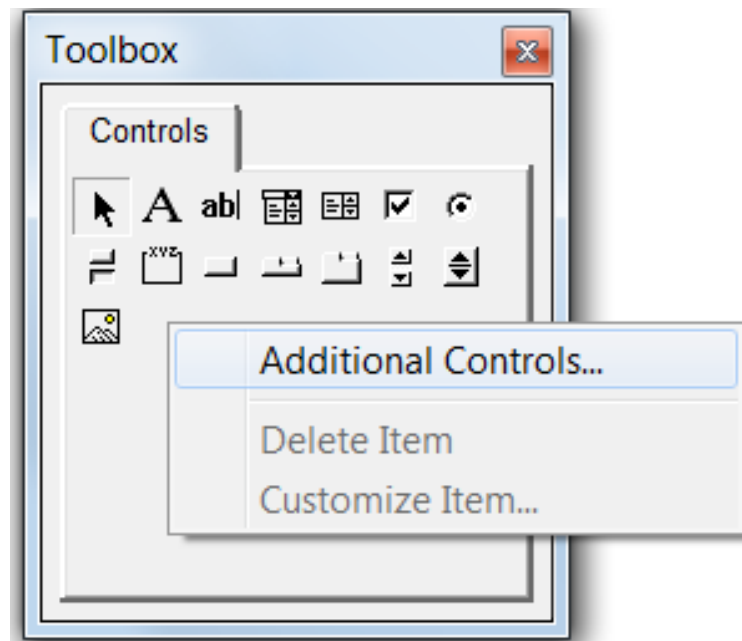 Toolbox
Controls
A ab|
xyz
Additional Controls...
Delete Item
Customize Item...